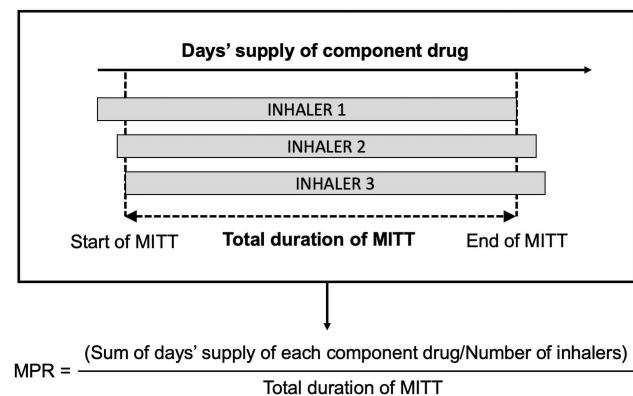 Days’ supply of component drug
INHALER 1
INHALER 2
INHALER 3
Start of MITT Total duration of MITT End of MITT
(Sum of days’ supply of each component drug/Number of inhalers)
MPR =
Total duration of MITT